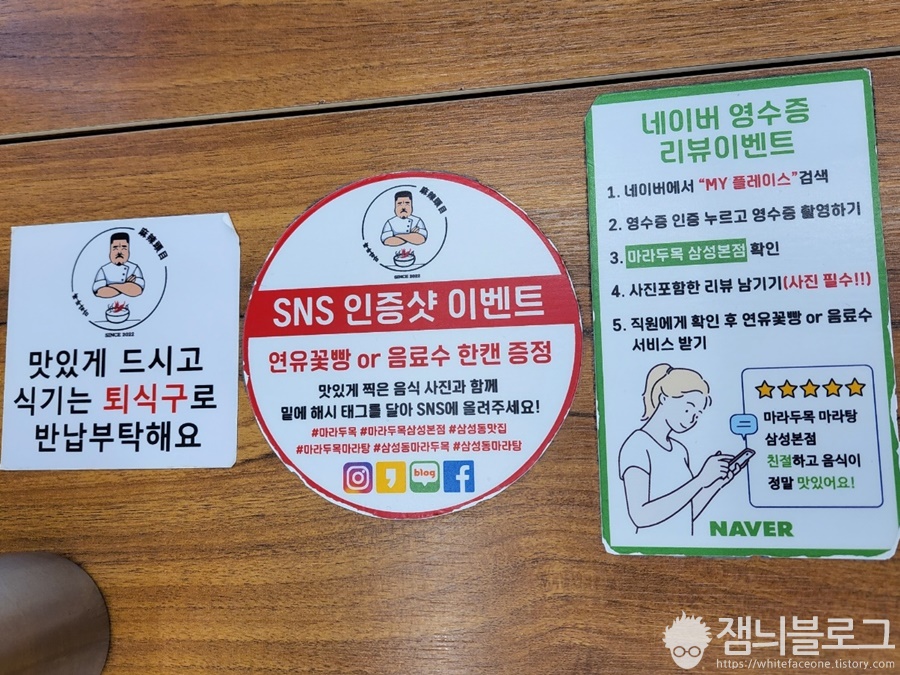 맛있게 드시고
식기는 퇴식구로
반납부탁해요
SINCE 2022
SINCE 2022
SNS 인증샷 이벤트
연유꽃빵 or 음료수 한캔 증정
맛있게 찍은 음식 사진과 함께
밑에 해시 태그를 달아 SNS에 올려주세요!
#마라두목 #마라두목삼성본점 #삼성동맛집
#마라두목마라탕 #삼성동마라두목 #삼성동마라탕
blog
네이버 영수증
리뷰이벤트
1. 네이버에서 “MY 플레이스”검색
2. 영수증 인증 누르고 영수증 촬영하기
3. 마라두목 삼성본점 확인
4. 사진포함한 리뷰 남기기(사진 필수!!)
5. 직원에게 확인 후 연유꽃빵 or 음료수
서비스 받기
마라두목 마라탕
삼성본점
친절하고 음식이
정말 맛있어요!
NAVER
잼늬블로그
https://whitefaceone.tistory.com